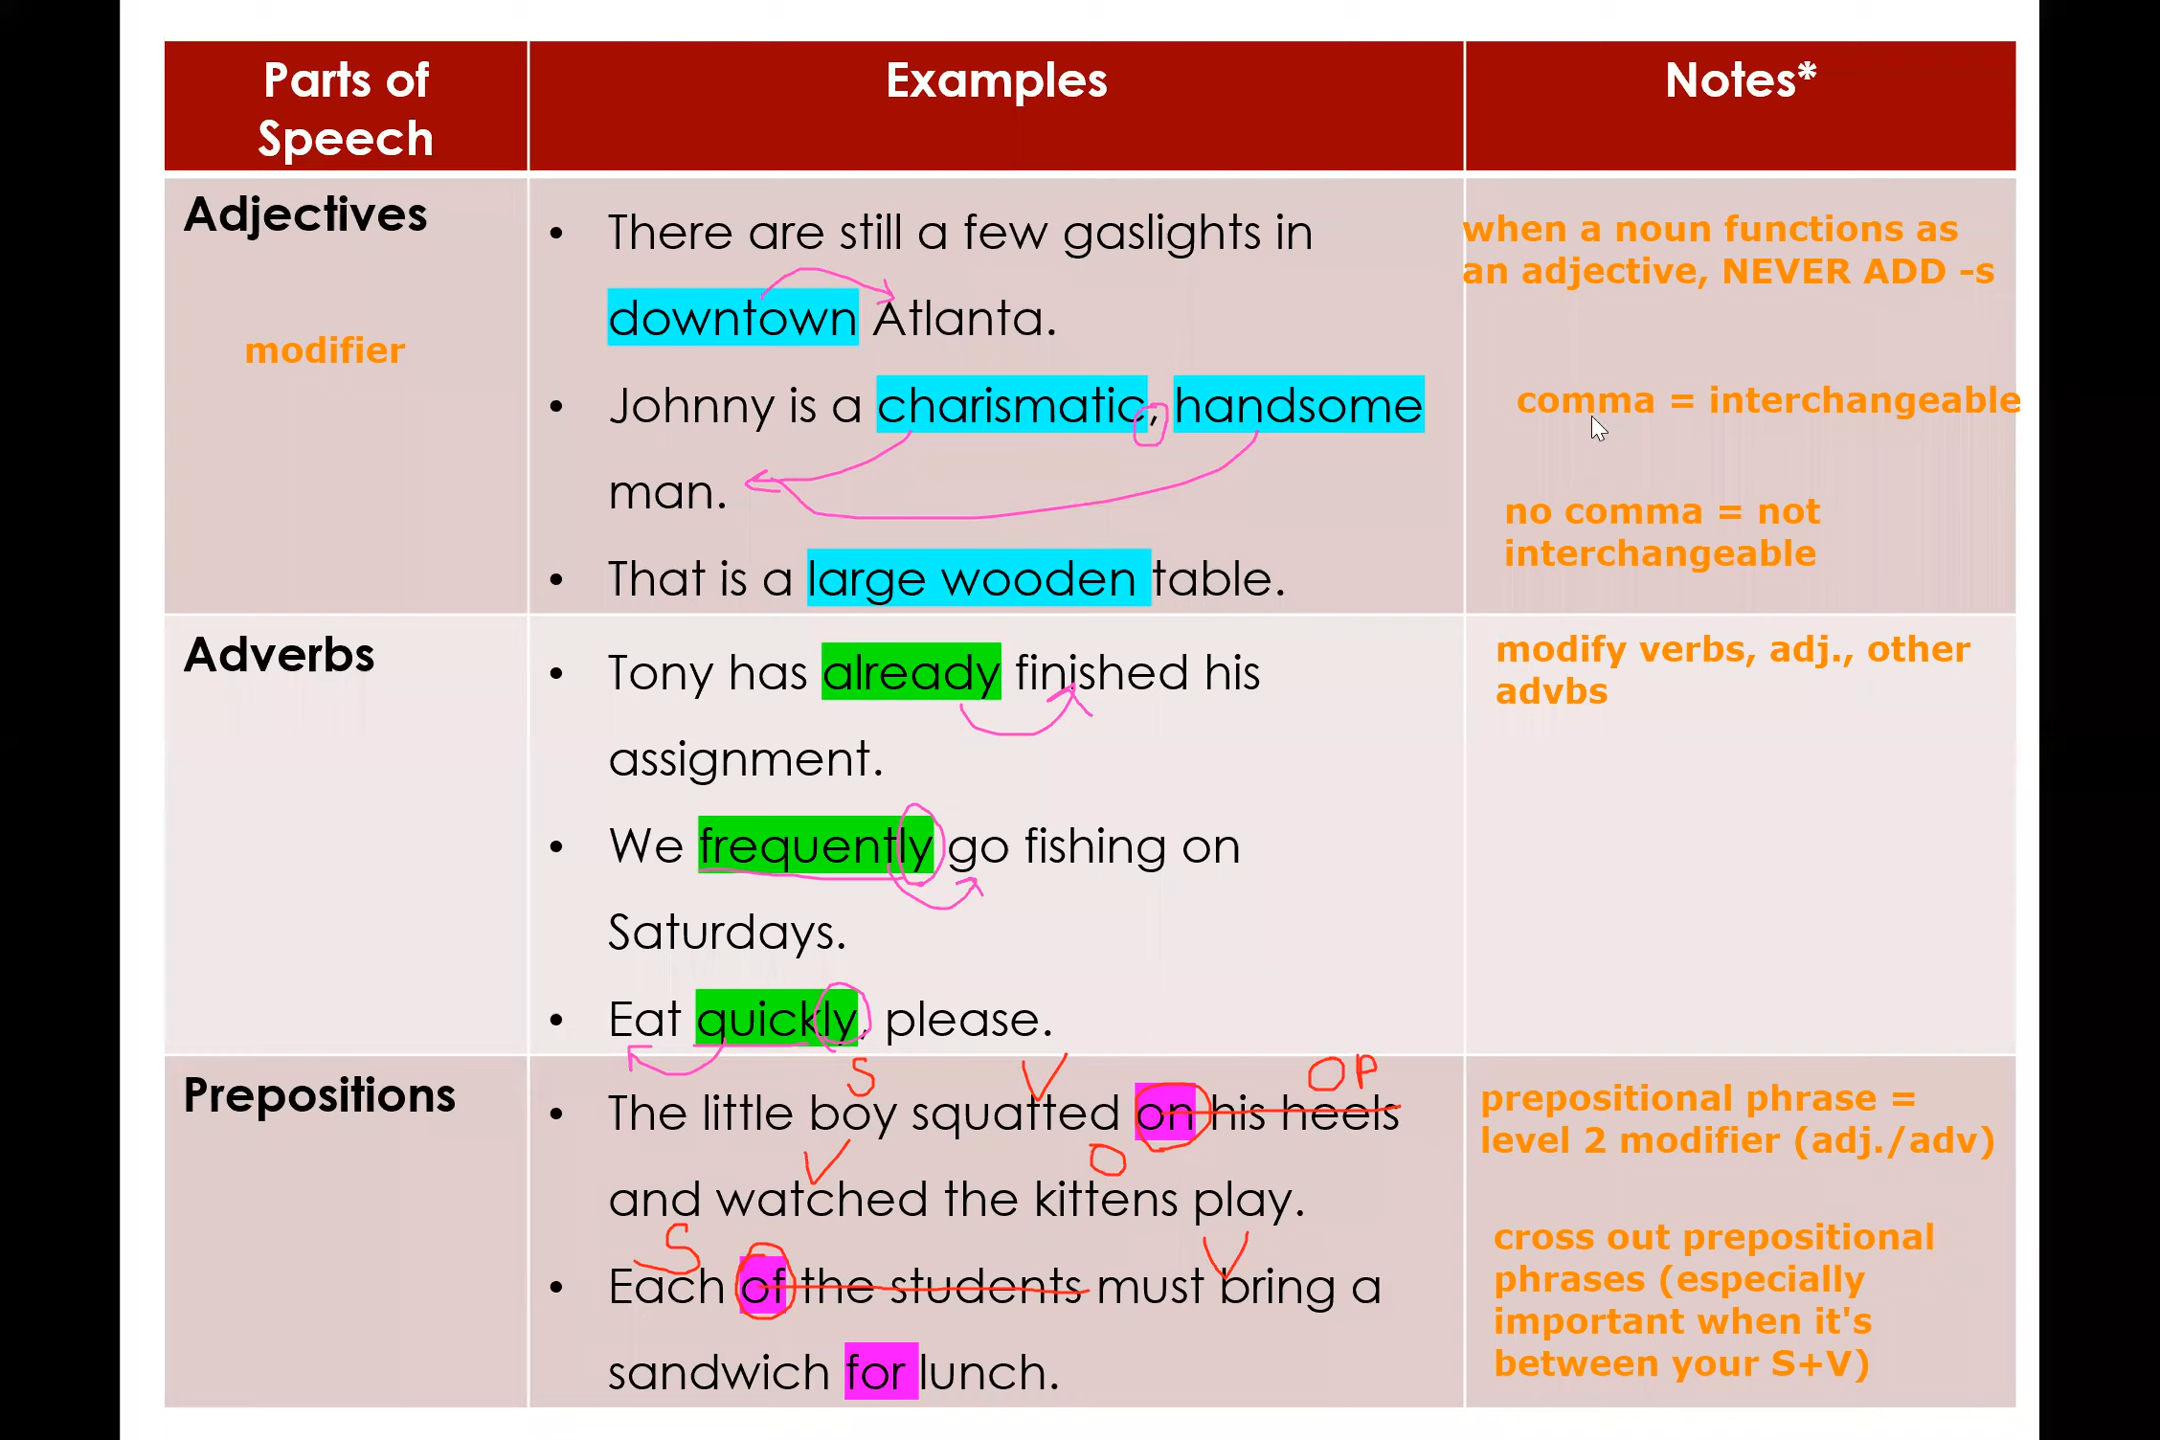 Parts of
Speech
Examples
Notes*
Adjectives
modifier
• There are still a few gaslights in
downtown Atlanta.
• Johnny is a charismatic, handsome
man.
• That is a large wooden table.
when a noun functions as
an adjective, NEVER ADD -s
comma = interchangeable
no comma = not
interchangeable
Adverbs
• Tony has already finished his
assignment.
• We frequently go fishing on
Saturdays.
• Eat quickly, please.
modify verbs, adj., other
advbs
Prepositions
S V OP
• The little boy squatted on his heels
V O
and watched the kittens play.
S V
• Each of the students must bring a
sandwich for lunch.
prepositional phrase =
level 2 modifier (adj./adv)
cross out prepositional
phrases (especially
important when it's
between your S+V)